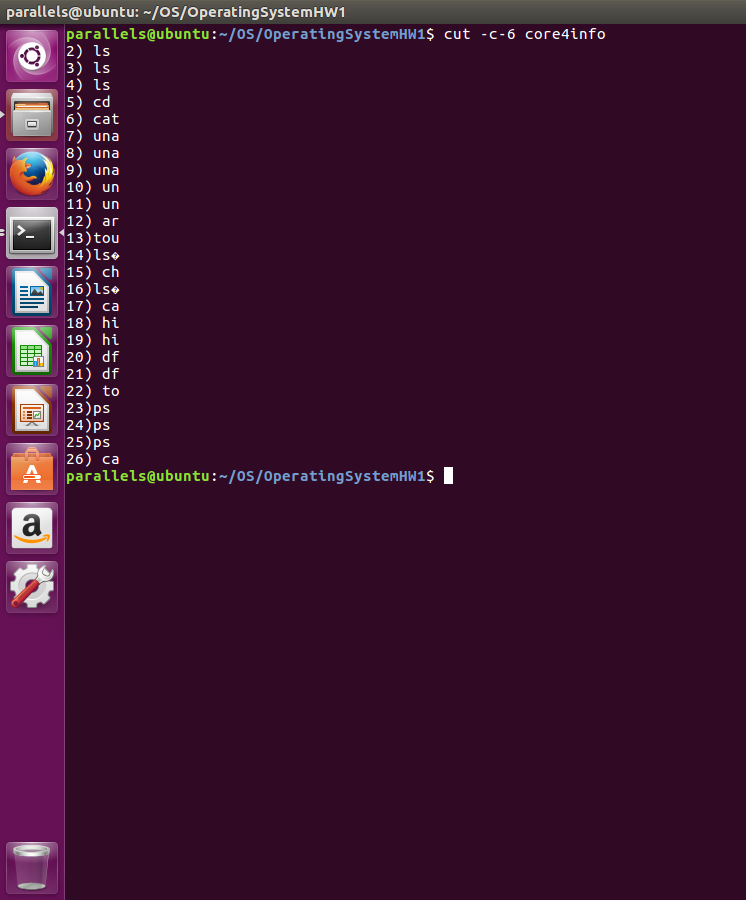 parallels@ubuntu: ~/OS/OperatingSystemHW1
parallels@ubuntu:~/OS/OperatingSystemHW1$ cut -c-6 core4info
2) ls
3) ls
4) ls
5) cd
6) cat
7) una
8) una
9) una
10) un
11) un
12) ar
13)tou
14)ls�
15) ch
16)ls�
17) ca
18) hi
19) hi
20) df
21) df
22) to
23)ps
24)ps
25)ps
26) ca
parallels@ubuntu:~/OS/OperatingSystemHW1$